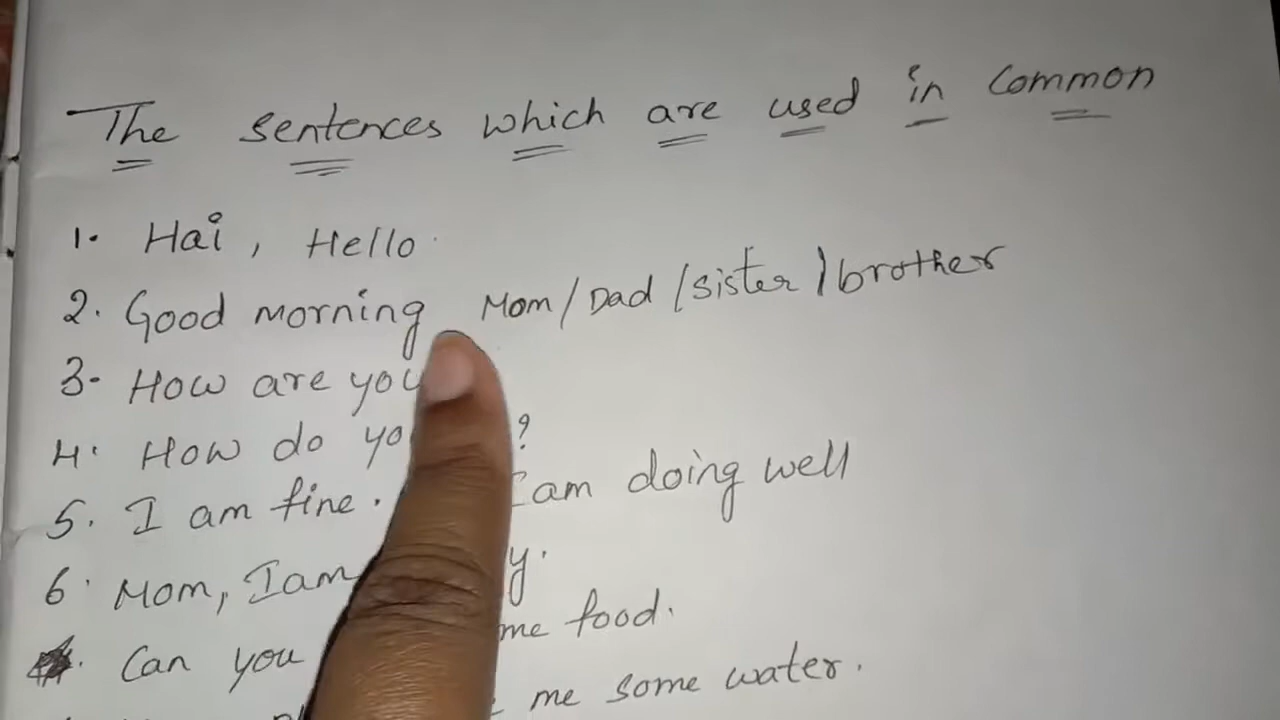 The sentences which are used in common
1. Hai, Hello.
2. Good morning Mom/Dad/sister/brother
3- How are you
4. How do yo ?
5. I am fine. I am doing well
6. Mom, I am y.
Can you me food.
me some water.